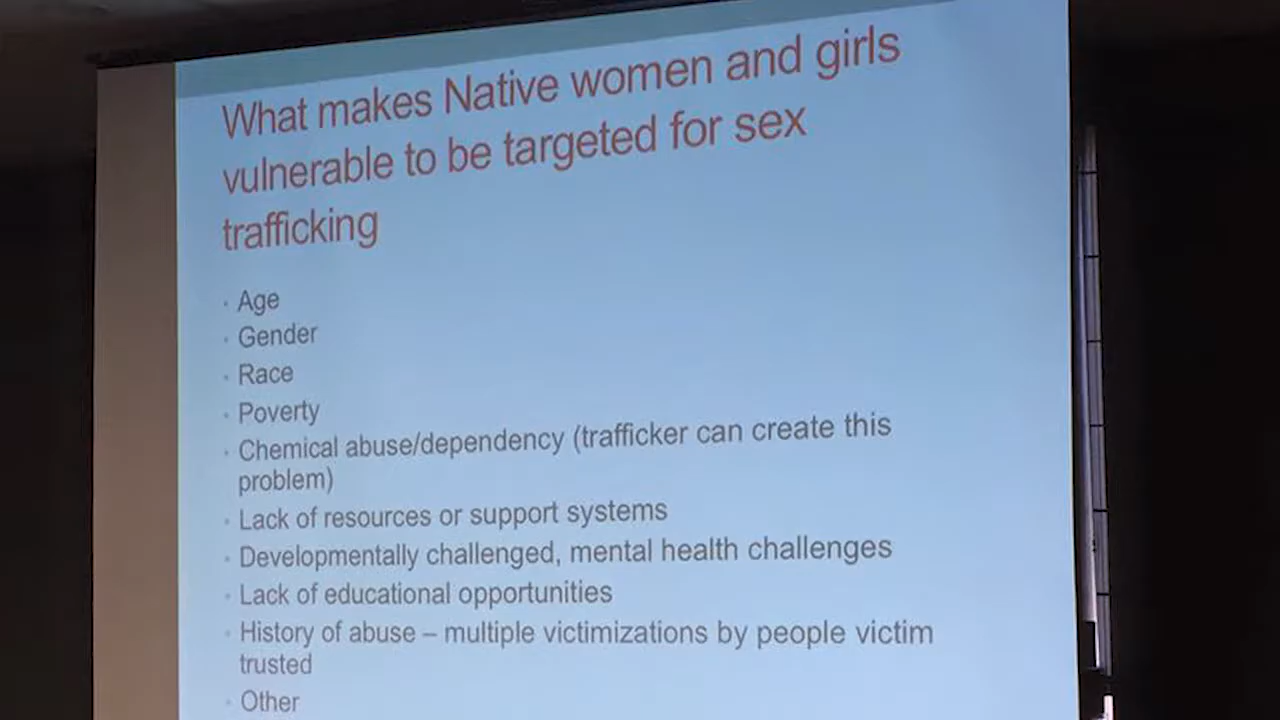 What makes Native women and girls
vulnerable to be targeted for sex
trafficking
· Age
· Gender
· Race
· Poverty
· Chemical abuse/dependency (trafficker can create this
problem)
· Lack of resources or support systems
· Developmentally challenged, mental health challenges
· Lack of educational opportunities
· History of abuse – multiple victimizations by people victim
trusted
· Other